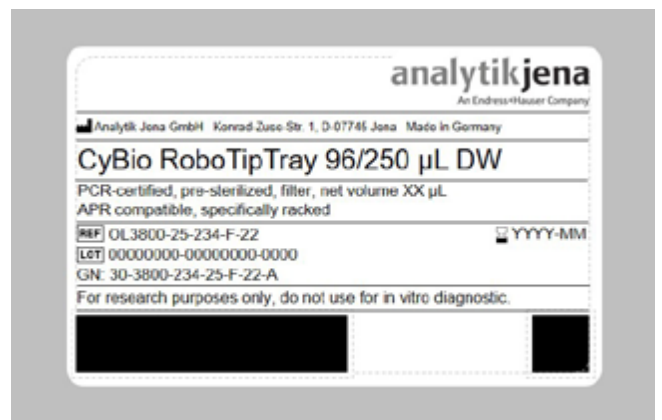 analytikjena
An Endress+Hauser Company
Analytik Jena GmbH Konrad-Zuse-Str. 1, D-07745 Jena Made in Germany
CyBio RoboTipTray 96/250 µL DW
PCR-certified, pre-sterilized, filter, net volume XX µL
APR compatible, specifically racked
REF OL3800-25-234-F-22
YYYY-MM
LOT 00000000-00000000-0000
GN: 30-3800-234-25-F-22-A
For research purposes only, do not use for in vitro diagnostic.